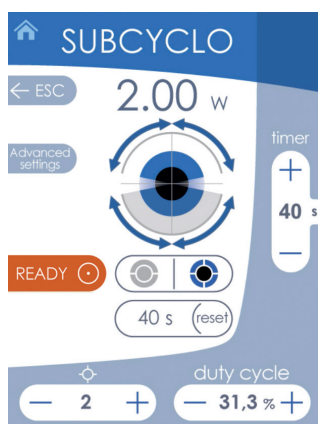 SUBCYCLO
← ESC
2.00 W
Advanced
settings
timer
+
40 s
−
READY
40 s (reset)
duty cycle
− 2 +
− 31,3 % +